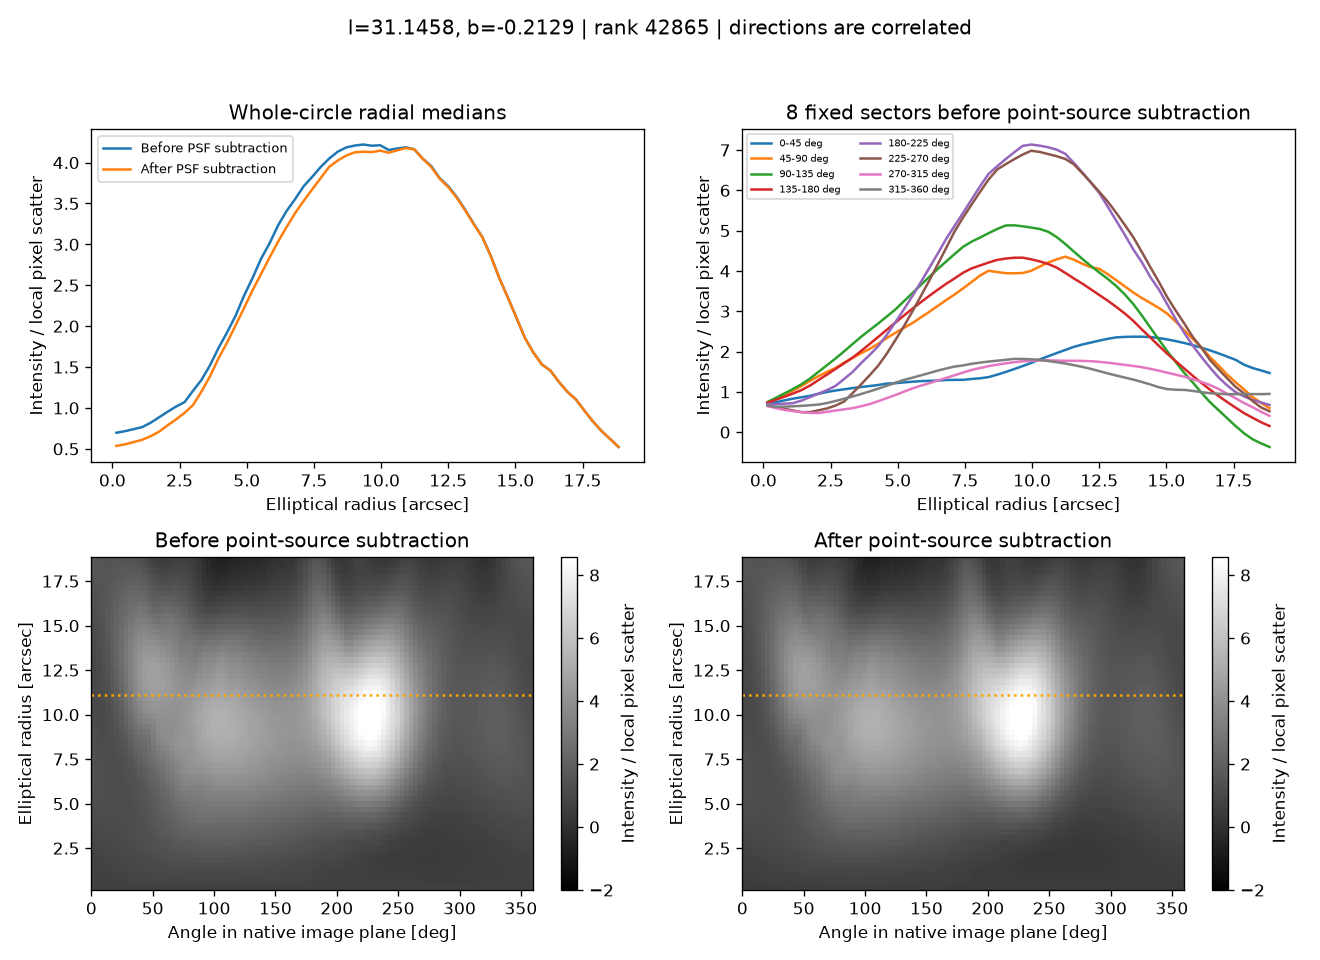 l=31.1458, b=-0.2129 | rank 42865 | directions are correlated
Whole-circle radial medians
Before PSF subtraction
After PSF subtraction
Intensity / local pixel scatter
4.0
3.5
3.0
2.5
2.0
1.5
1.0
0.5
0.0 2.5 5.0 7.5 10.0 12.5 15.0 17.5
Elliptical radius [arcsec]
8 fixed sectors before point-source subtraction
0-45 deg
45-90 deg
90-135 deg
135-180 deg
180-225 deg
225-270 deg
270-315 deg
315-360 deg
Intensity / local pixel scatter
7
6
5
4
3
2
1
0
0.0 2.5 5.0 7.5 10.0 12.5 15.0 17.5
Elliptical radius [arcsec]
Before point-source subtraction
Elliptical radius [arcsec]
17.5
15.0
12.5
10.0
7.5
5.0
2.5
0 50 100 150 200 250 300 350
Angle in native image plane [deg]
8
6
4
2
0
−2
Intensity / local pixel scatter
After point-source subtraction
Elliptical radius [arcsec]
17.5
15.0
12.5
10.0
7.5
5.0
2.5
0 50 100 150 200 250 300 350
Angle in native image plane [deg]
8
6
4
2
0
−2
Intensity / local pixel scatter